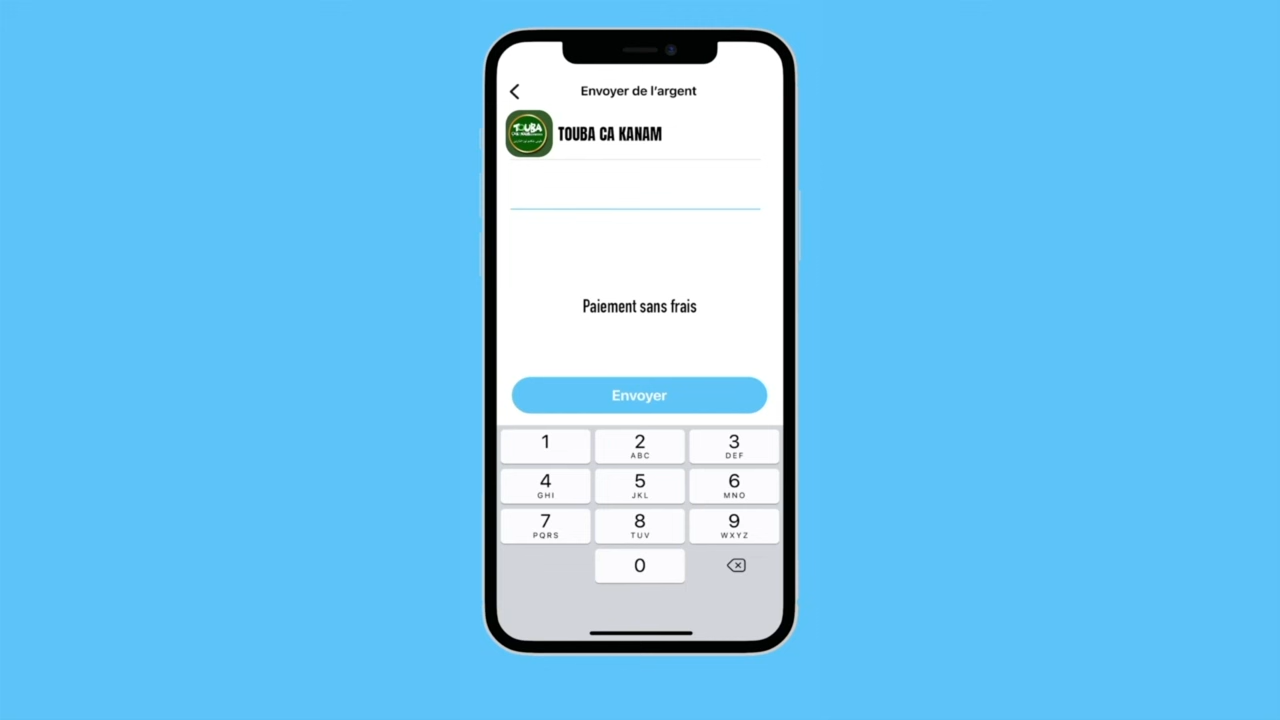 Envoyer de l'argent
TOUBA
TOUBA CA KANAM
Paiement sans frais
Envoyer
1
2
3
ABC
DEF
4
5
6
GHI
JKL
MNO
7
8
9
PQRS
TUV
WXYZ
0